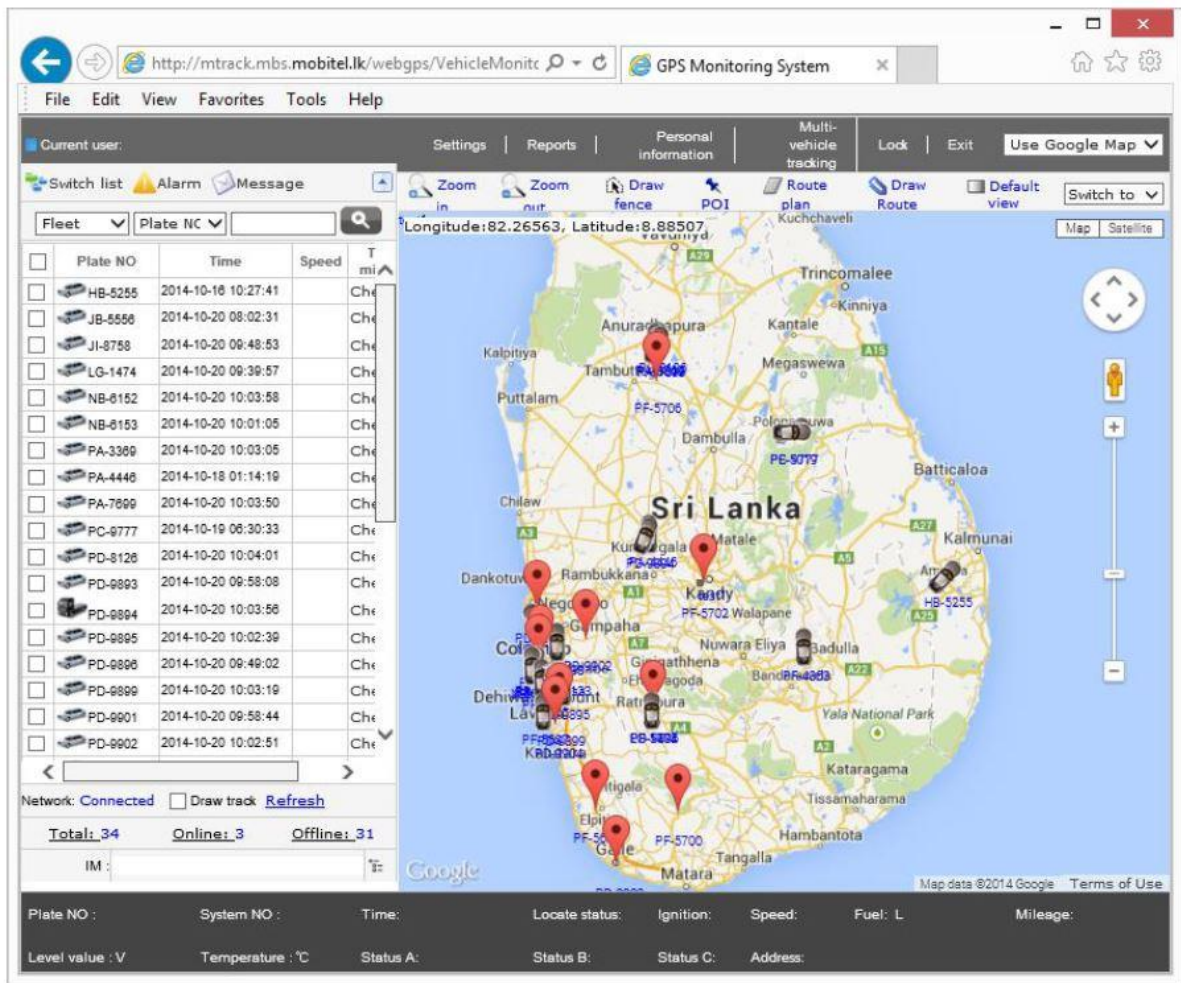 http://mtrack.mbs.mobitel.lk/webgps/VehicleMonitc
GPS Monitoring System
File Edit View Favorites Tools Help
Current user:
Settings | Reports | Personal information | Multi-vehicle tracking | Lock | Exit
Use Google Map
Switch list Alarm Message
Zoom in
Zoom out
Draw fence
POI
Route plan
Draw Route
Default view
Switch to
Fleet Plate NC
Longitude:82.26563, Latitude:8.88507
Map Satellite
Plate NO Time Speed T mi
HB-5255 2014-10-16 10:27:41 Che
JB-5556 2014-10-20 08:02:31 Che
JI-8758 2014-10-20 09:48:53 Che
LG-1474 2014-10-20 09:39:57 Che
NB-6152 2014-10-20 10:03:58 Che
NB-6153 2014-10-20 10:01:05 Che
PA-3369 2014-10-20 10:03:05 Che
PA-4446 2014-10-18 01:14:19 Che
PA-7699 2014-10-20 10:03:50 Che
PC-9777 2014-10-19 06:30:33 Che
PD-8126 2014-10-20 10:04:01 Che
PD-9893 2014-10-20 09:58:08 Che
PD-9894 2014-10-20 10:03:56 Che
PD-9895 2014-10-20 10:02:39 Che
PD-9896 2014-10-20 09:49:02 Che
PD-9899 2014-10-20 10:03:19 Che
PD-9901 2014-10-20 09:58:44 Che
PD-9902 2014-10-20 10:02:51 Che
Network: Connected Draw track Refresh
Total: 34 Online: 3 Offline: 31
IM :
Vavuniya
Kuchchaveli
A29
Trincomalee
Kinniya
Anuradhapura
Kantale
Kalpitiya
A15
Megaswewa
Puttalam
PF-5706
Dambulla
Batticaloa
Chilaw
Sri Lanka
A27
A3
Matale
Kalmunai
A5
Rambukkana
Kandy
A1
PF-5702
Walapane
HB-5255
A25
Gampaha
A7
Nuwara Eliya
Badulla
A22
Yala National Park
A4
A2
Kataragama
Tissamaharama
PF-5700
Hambantota
Galle
Tangalla
Matara
Google
Map data ©2014 Google Terms of Use
Plate NO : System NO : Time: Locate status: Ignition: Speed: Fuel: L Mileage:
Level value : V Temperature : ℃ Status A: Status B: Status C: Address: